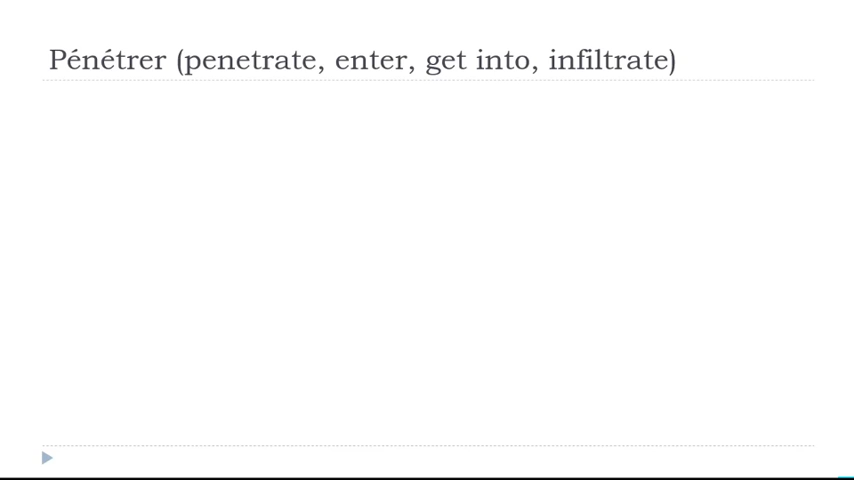 Pénétrer (penetrate, enter, get into, infiltrate)